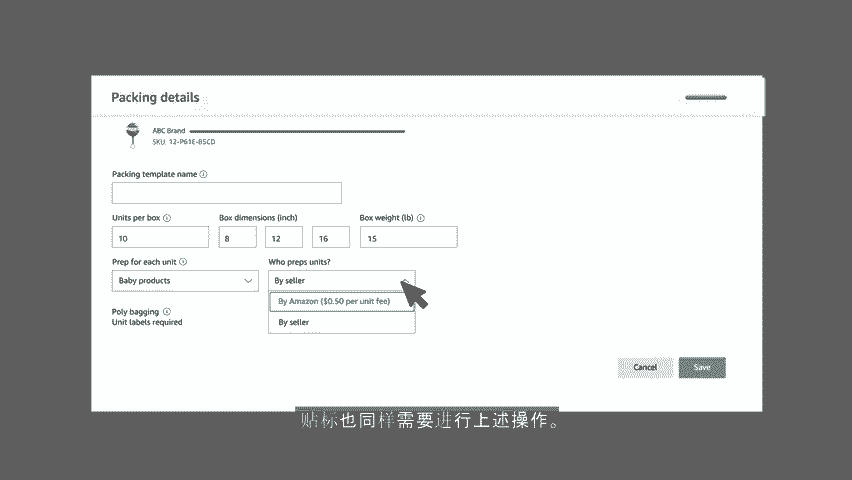 Packing details
ABC Brand
SKU: 12-P61E-85CD
Packing template name
Units per box Box dimensions (inch) Box weight (lb)
10 8 12 16 15
Prep for each unit Who preps units?
Baby products By seller
By Amazon ($0.50 per unit fee)
Poly bagging
Unit labels required By seller
Cancel Save
贴标也同样需要进行上述操作。